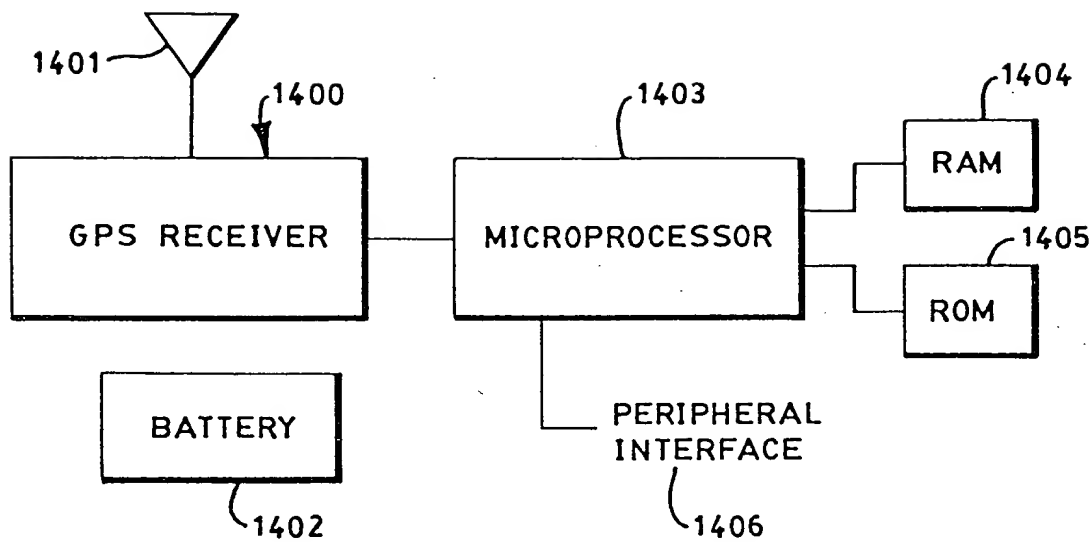 1401
1400
1403
1404
GPS RECEIVER
MICROPROCESSOR
RAM
1405
ROM
BATTERY
PERIPHERAL
INTERFACE
1402
1406